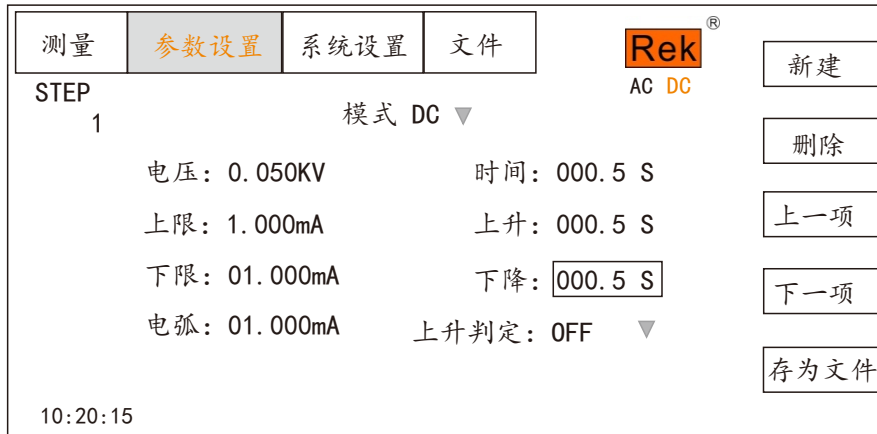 测量 参数设置 系统设置 文件 Rek ®
AC DC
STEP
1
模式 DC ▼
电压: 0.050KV 时间: 000.5 S
上限: 1.000mA 上升: 000.5 S
下限: 01.000mA 下降: 000.5 S
电弧: 01.000mA 上升判定: OFF ▼
10:20:15
新建
删除
上一项
下一项
存为文件